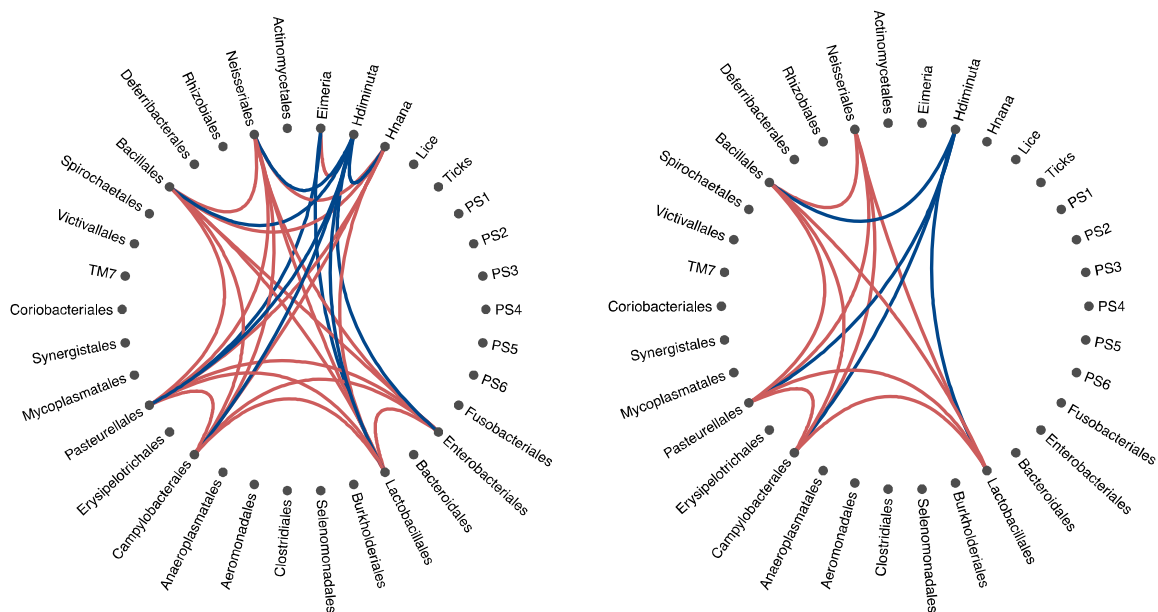 Actinomycetales
Eimeria
Hdiminuta
Hnana
Lice
Ticks
PS1
PS2
PS3
PS4
PS5
PS6
Fusobacteriales
Enterobacteriales
Bacteroidales
Lactobacillales
Burkholderiales
Selenomonadales
Clostridiales
Aeromonadales
Anaeroplasmatales
Campylobacterales
Erysipelotrichales
Pasteurellales
Mycoplasmatales
Synergistales
Coriobacteriales
TM7
Victivallales
Spirochaetales
Bacillales
Deferribacterales
Rhizobiales
Neisseriales
Actinomycetales
Eimeria
Hdiminuta
Hnana
Lice
Ticks
PS1
PS2
PS3
PS4
PS5
PS6
Fusobacteriales
Enterobacteriales
Bacteroidales
Lactobacillales
Burkholderiales
Selenomonadales
Clostridiales
Aeromonadales
Anaeroplasmatales
Campylobacterales
Erysipelotrichales
Pasteurellales
Mycoplasmatales
Synergistales
Coriobacteriales
TM7
Victivallales
Spirochaetales
Bacillales
Deferribacterales
Rhizobiales
Neisseriales